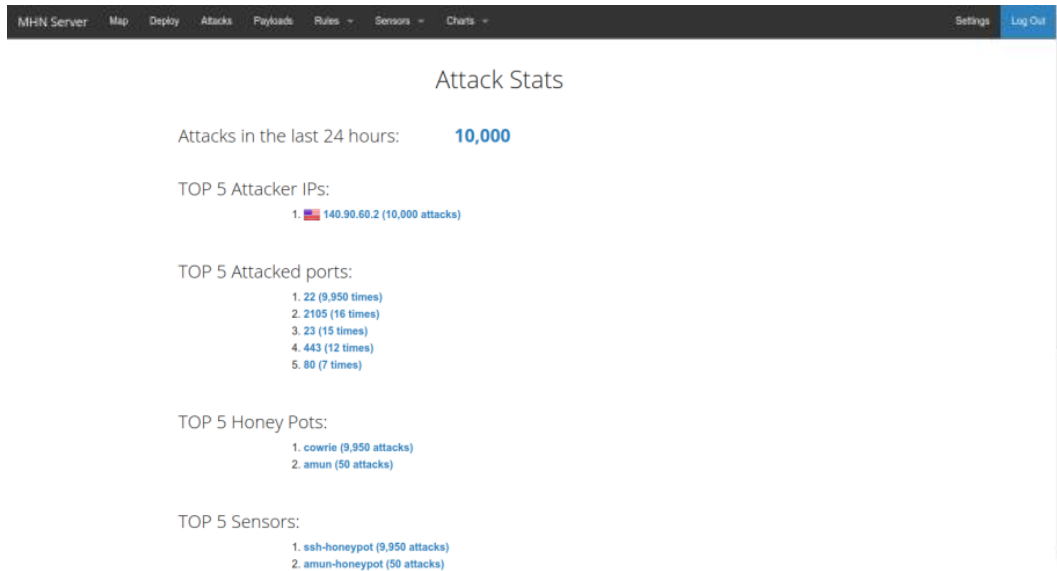 MHN Server Map Deploy Attacks Payloads Rules Sensors Charts Settings Log Out
Attack Stats
Attacks in the last 24 hours: 10,000
TOP 5 Attacker IPs:
1. 140.90.60.2 (10,000 attacks)
TOP 5 Attacked ports:
1. 22 (9,950 times)
2. 2105 (16 times)
3. 23 (15 times)
4. 443 (12 times)
5. 80 (7 times)
TOP 5 Honey Pots:
1. cowrie (9,950 attacks)
2. amun (50 attacks)
TOP 5 Sensors:
1. ssh-honeypot (9,950 attacks)
2. amun-honeypot (50 attacks)